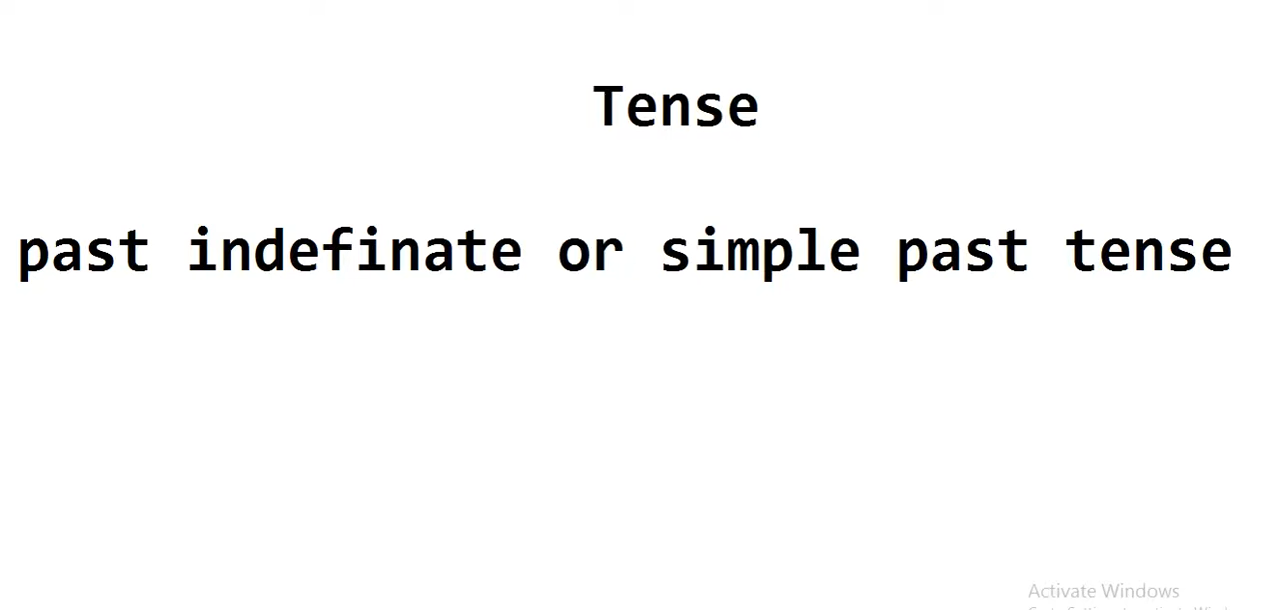 Tense
past indefinate or simple past tense
Activate Windows